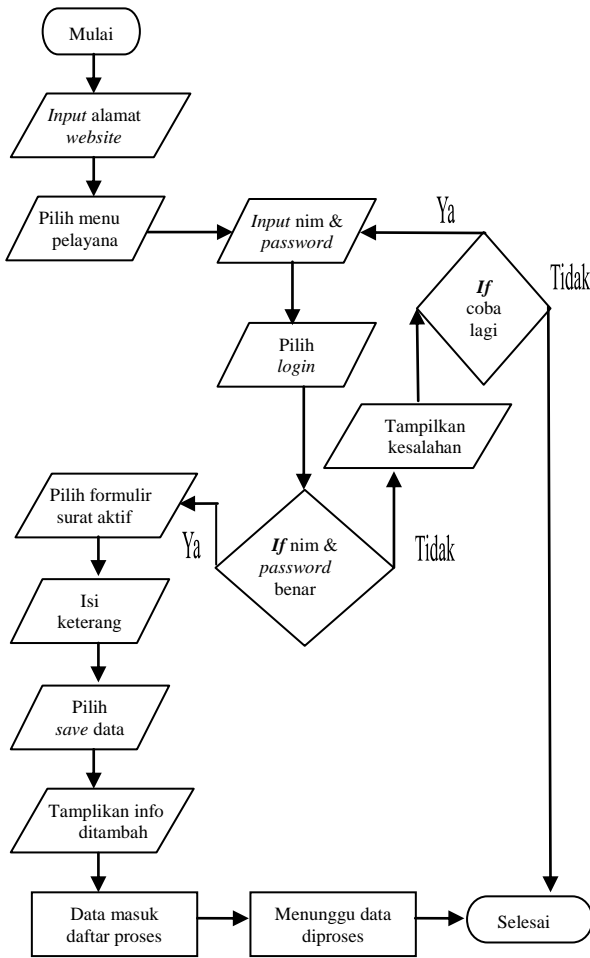 Mulai
Input alamat
website
Pilih menu
pelayana
Input nim &
password
Ya
If
coba
lagi
Tidak
Pilih
login
Tampilkan
kesalahan
Pilih formulir
surat aktif
Ya
If nim &
password
benar
Tidak
Isi
keterang
Pilih
save data
Tamplikan info
ditambah
Data masuk
daftar proses
Menunggu data
diproses
Selesai